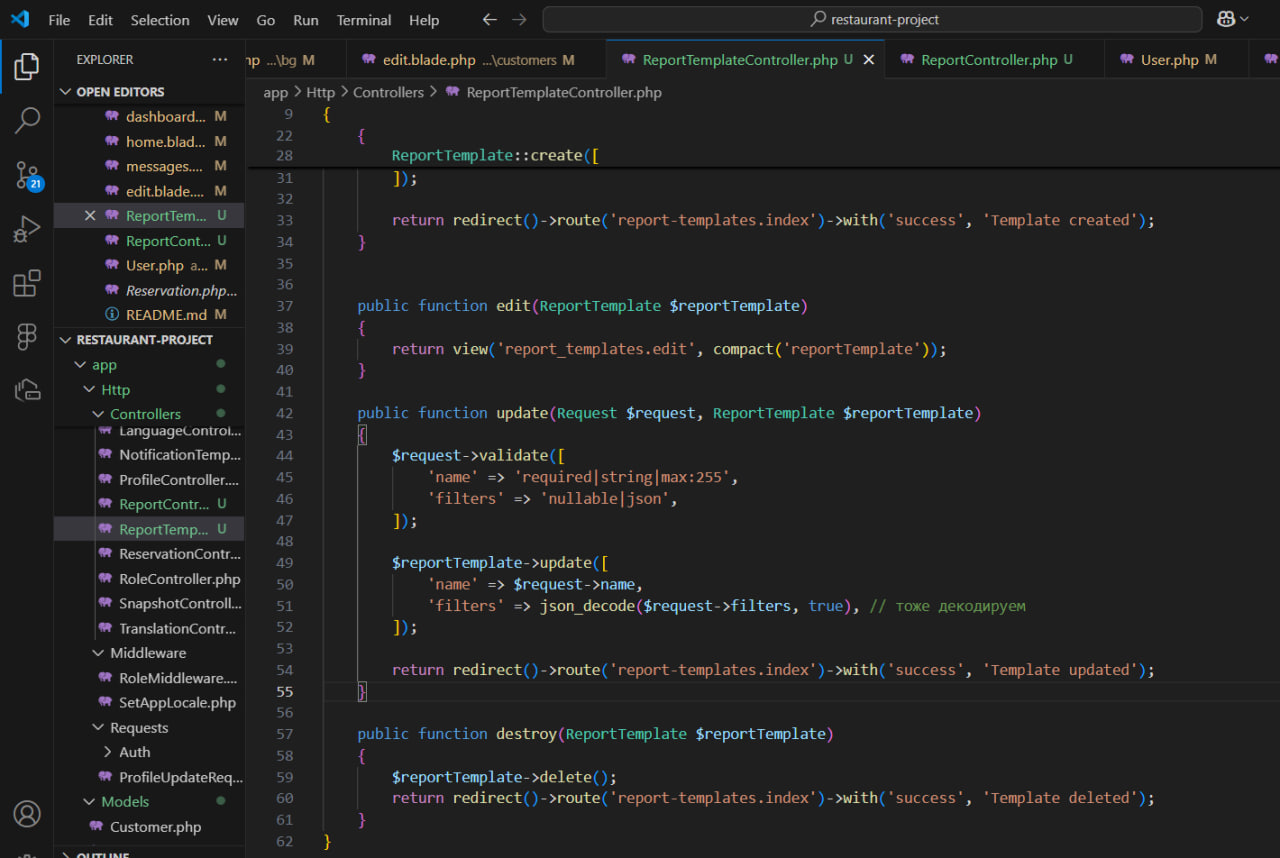 File Edit Selection View Go Run Terminal Help
restaurant-project
EXPLORER
hp ...\bg M
edit.blade.php ...\customers M
ReportTemplateController.php U
ReportController.php U
User.php M
OPEN EDITORS
dashboard... M
home.blad... M
messages.... M
edit.blade.... M
ReportTem... U
ReportCont... U
User.php a... M
Reservation.php...
README.md M
RESTAURANT-PROJECT
app
Http
Controllers
LanguageControl...
NotificationTemp...
ProfileController....
ReportContr... U
ReportTemp... U
ReservationContr...
RoleController.php
SnapshotControll...
TranslationContr...
Middleware
RoleMiddleware....
SetAppLocale.php
Requests
Auth
ProfileUpdateReq...
Models
Customer.php
OUTLINE
21
app > Http > Controllers > ReportTemplateController.php
9 {
22 {
28 ReportTemplate::create([
31 ]);
32
33 return redirect()->route('report-templates.index')->with('success', 'Template created');
34 }
35
36
37 public function edit(ReportTemplate $reportTemplate)
38 {
39 return view('report_templates.edit', compact('reportTemplate'));
40 }
41
42 public function update(Request $request, ReportTemplate $reportTemplate)
43 {
44 $request->validate([
45 'name' => 'required|string|max:255',
46 'filters' => 'nullable|json',
47 ]);
48
49 $reportTemplate->update([
50 'name' => $request->name,
51 'filters' => json_decode($request->filters, true), // тоже декодируем
52 ]);
53
54 return redirect()->route('report-templates.index')->with('success', 'Template updated');
55 }
56
57 public function destroy(ReportTemplate $reportTemplate)
58 {
59 $reportTemplate->delete();
60 return redirect()->route('report-templates.index')->with('success', 'Template deleted');
61 }
62 }